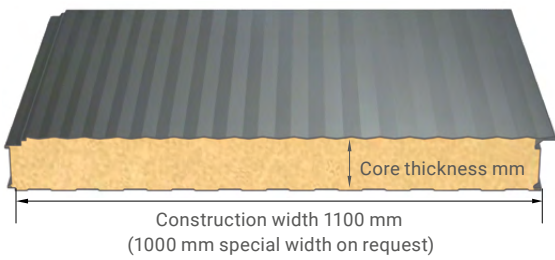 Core thickness mm
Construction width 1100 mm
(1000 mm special width on request)